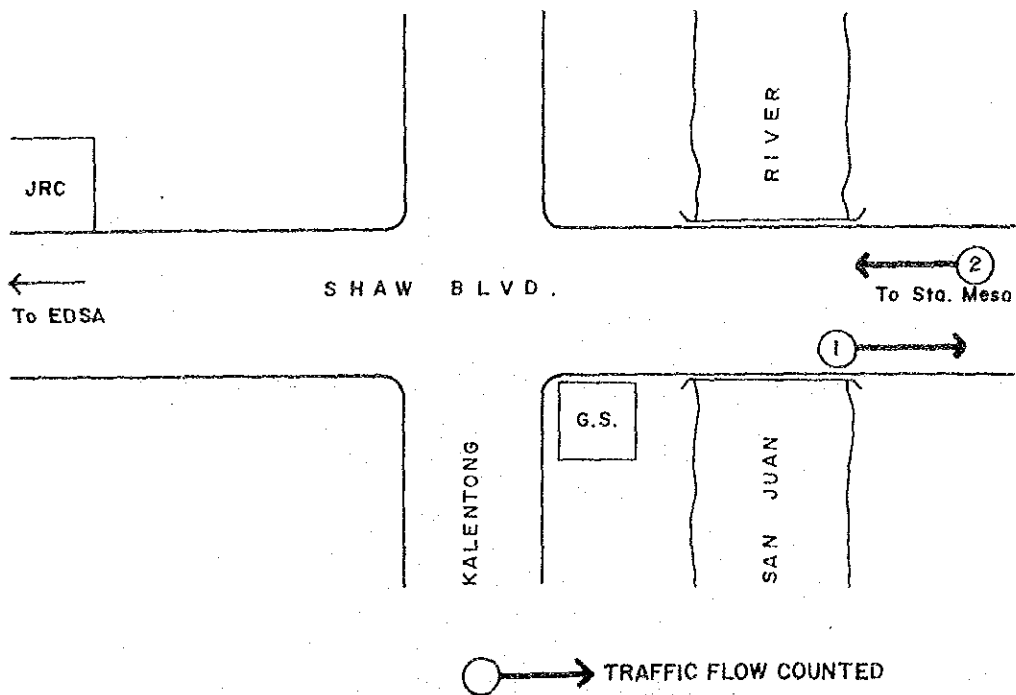 RIVER
JRC
2
SHAW BLVD.
To EDSA
To Sta. Mesa
1
G.S.
KALENTONG
SAN JUAN
TRAFFIC FLOW COUNTED